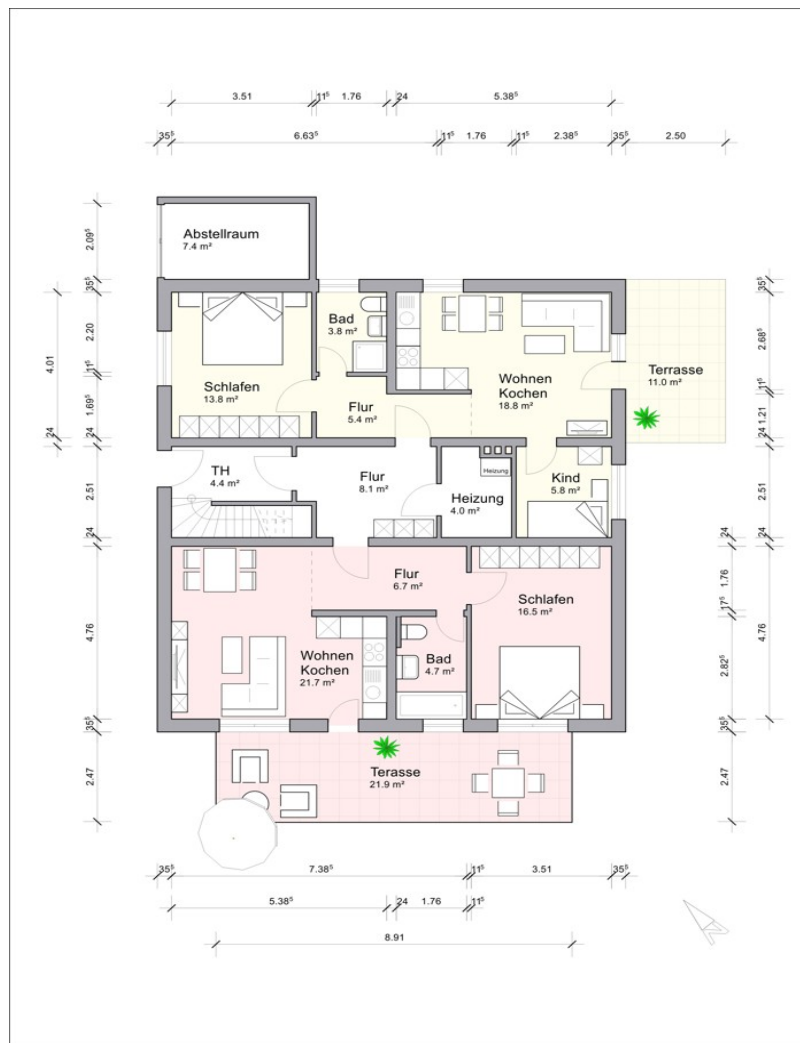 3.51
11⁵
1.76
24
5.38⁵
35⁵
6.63⁵
11⁵
1.76
11⁵
2.38⁵
35⁵
2.50
2.09⁵
35⁵
2.20
11⁵
1.69⁵
24
4.01
24
2.51
24
4.76
35⁵
2.47
Abstellraum
7.4 m²
Bad
3.8 m²
Schlafen
13.8 m²
Flur
5.4 m²
Wohnen
Kochen
18.8 m²
Terrasse
11.0 m²
TH
4.4 m²
Flur
8.1 m²
Heizung
Heizung
4.0 m²
Kind
5.8 m²
Flur
6.7 m²
Schlafen
16.5 m²
Wohnen
Kochen
21.7 m²
Bad
4.7 m²
Terasse
21.9 m²
35⁵
2.68⁵
11⁵
1.21
24
2.51
24
4.76
24
1.76
17⁵
2.82⁵
35⁵
2.47
35⁵
7.38⁵
11⁵
3.51
35⁵
5.38⁵
24
1.76
11⁵
8.91